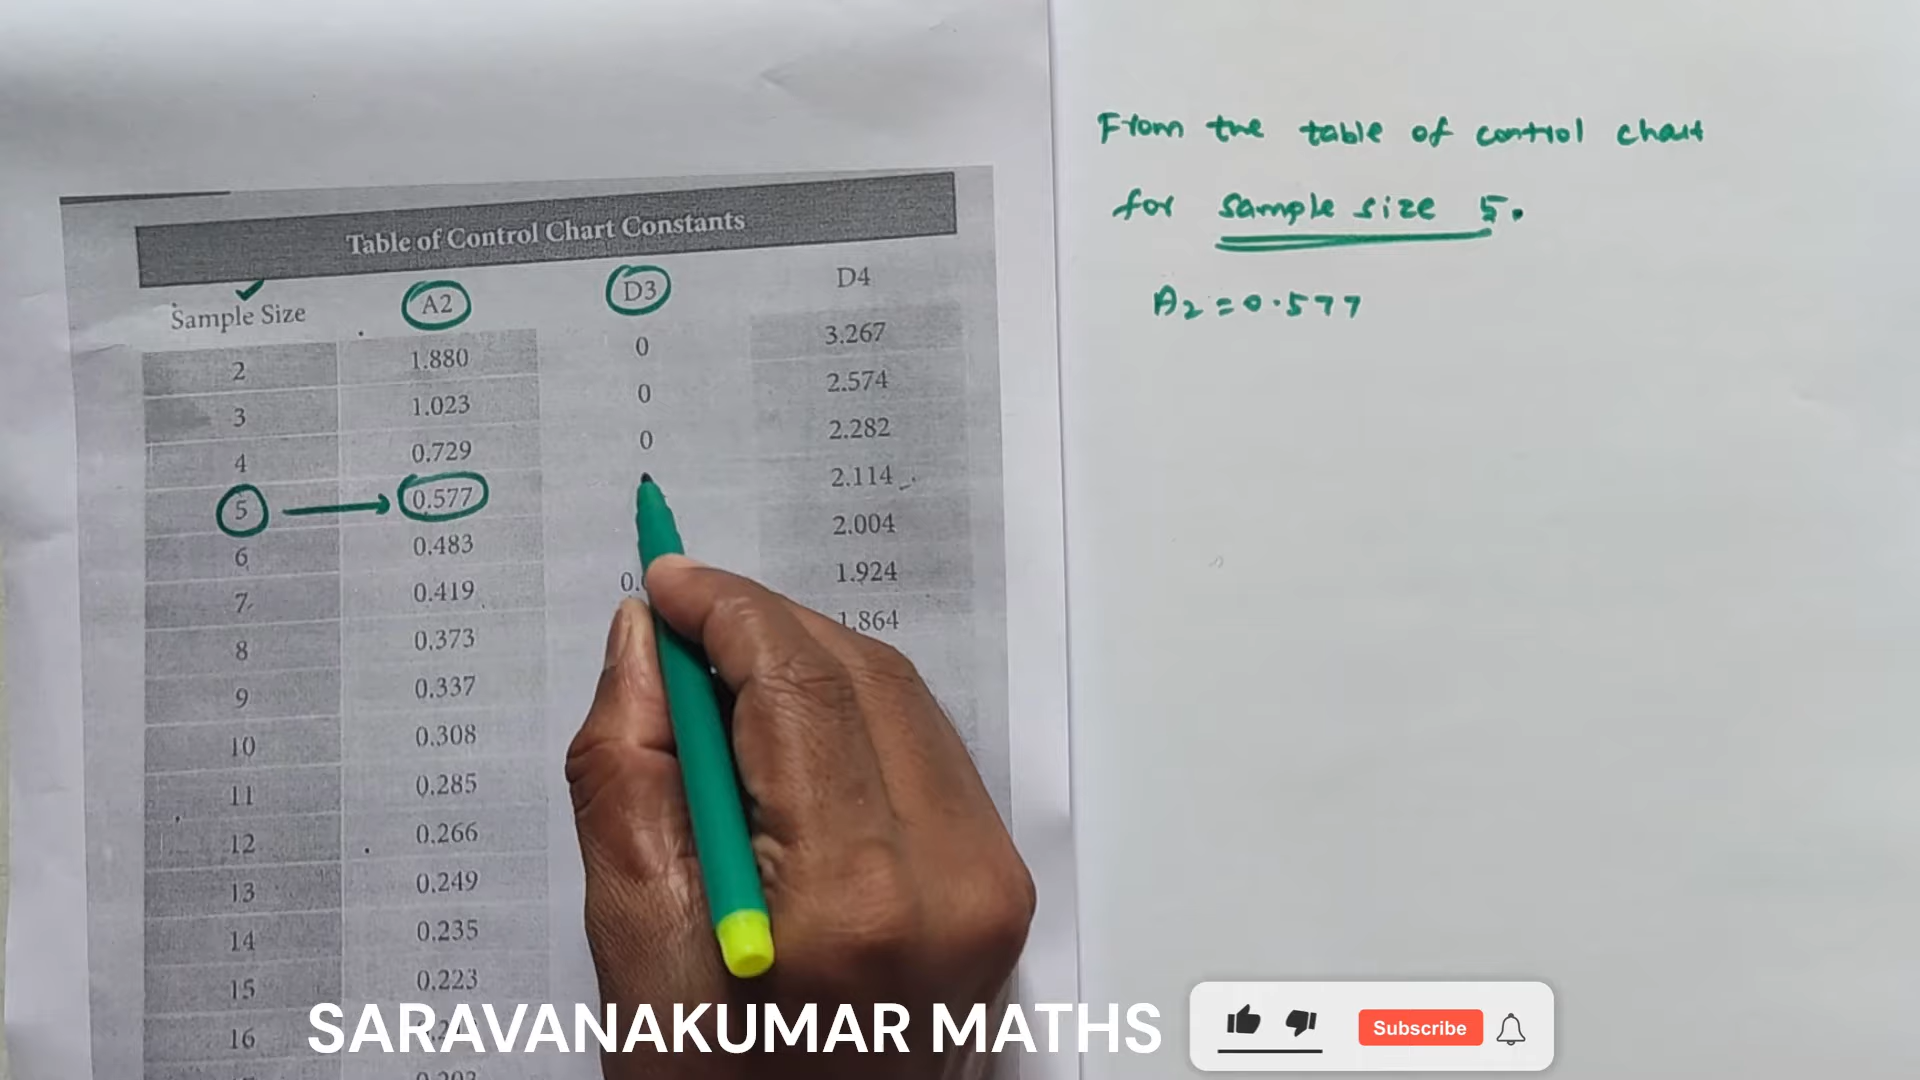 Table of Control Chart Constants
Sample Size A2 D3 D4
2 1.880 0 3.267
3 1.023 0 2.574
4 0.729 0 2.282
5 0.577 2.114
6 0.483 2.004
7 0.419 1.924
8 0.373 1.864
9 0.337
10 0.308
11 0.285
12 0.266
13 0.249
14 0.235
15 0.223
16
From the table of control chart
for sample size 5.
A2 = 0.577
SARAVANAKUMAR MATHS
Subscribe